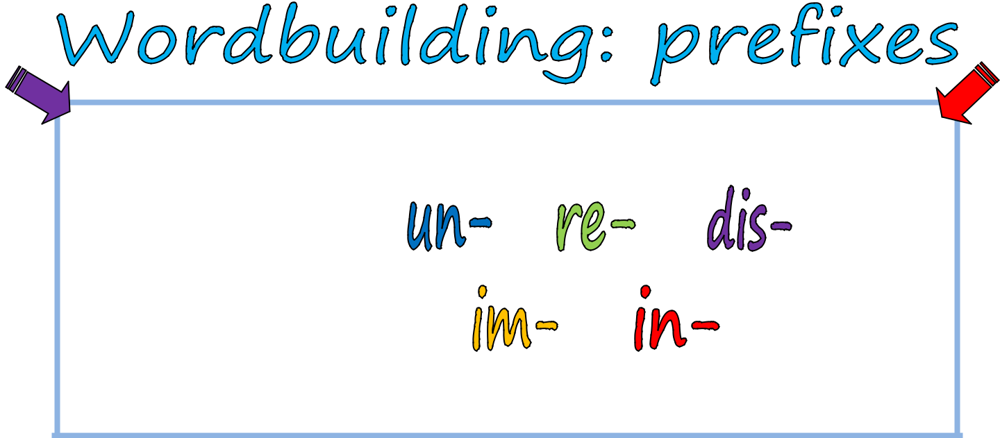 Wordbuilding: prefixes
un- re- dis-
im- in-